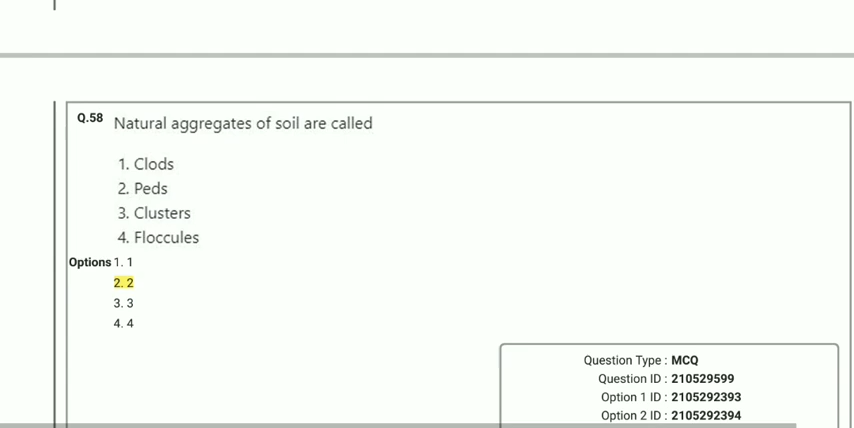 Q.58 Natural aggregates of soil are called
1. Clods
2. Peds
3. Clusters
4. Floccules
Options 1. 1
2. 2
3. 3
4. 4
Question Type : MCQ
Question ID : 210529599
Option 1 ID : 2105292393
Option 2 ID : 2105292394